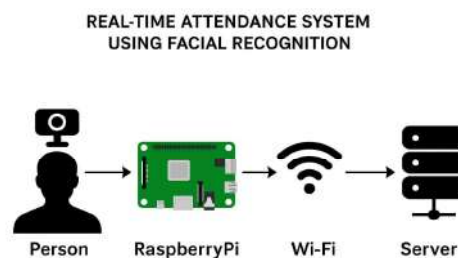 REAL-TIME ATTENDANCE SYSTEM
USING FACIAL RECOGNITION
Person
RaspberryPi
Wi-Fi
Server